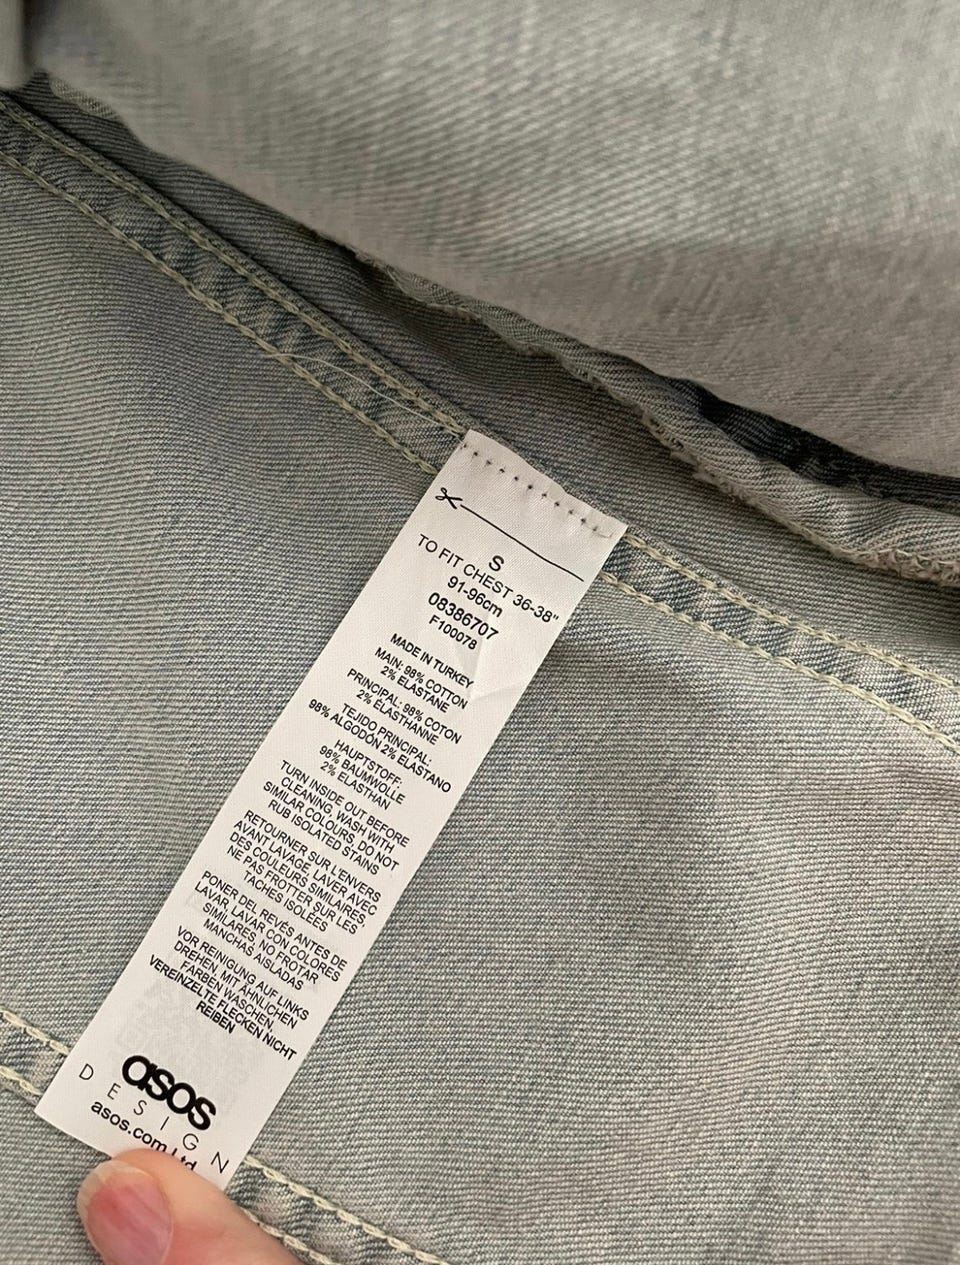 S
TO FIT CHEST 36-38"
91-96cm
08386707
F100078
MADE IN TURKEY
MAIN: 98% COTTON
2% ELASTANE
PRINCIPAL: 98% COTON
2% ELASTHANNE
TEJIDO PRINCIPAL:
98% ALGODÓN 2% ELASTANO
HAUPTSTOFF:
98% BAUMWOLLE
2% ELASTHAN
TURN INSIDE OUT BEFORE
CLEANING, WASH WITH
SIMILAR COLOURS, DO NOT
RUB ISOLATED STAINS
RETOURNER SUR L'ENVERS
AVANT LAVAGE, LAVER AVEC
DES COULEURS SIMILAIRES,
NE PAS FROTTER SUR LES
TACHES ISOLÉES
PONER DEL REVÉS ANTES DE
LAVAR, LAVAR CON COLORES
SIMILARES, NO FROTAR
MANCHAS AISLADAS
VOR REINIGUNG AUF LINKS
DREHEN, MIT ÄHNLICHEN
FARBEN WASCHEN,
VEREINZELTE FLECKEN NICHT
REIBEN
asos
DESIGN
asos.com Ltd